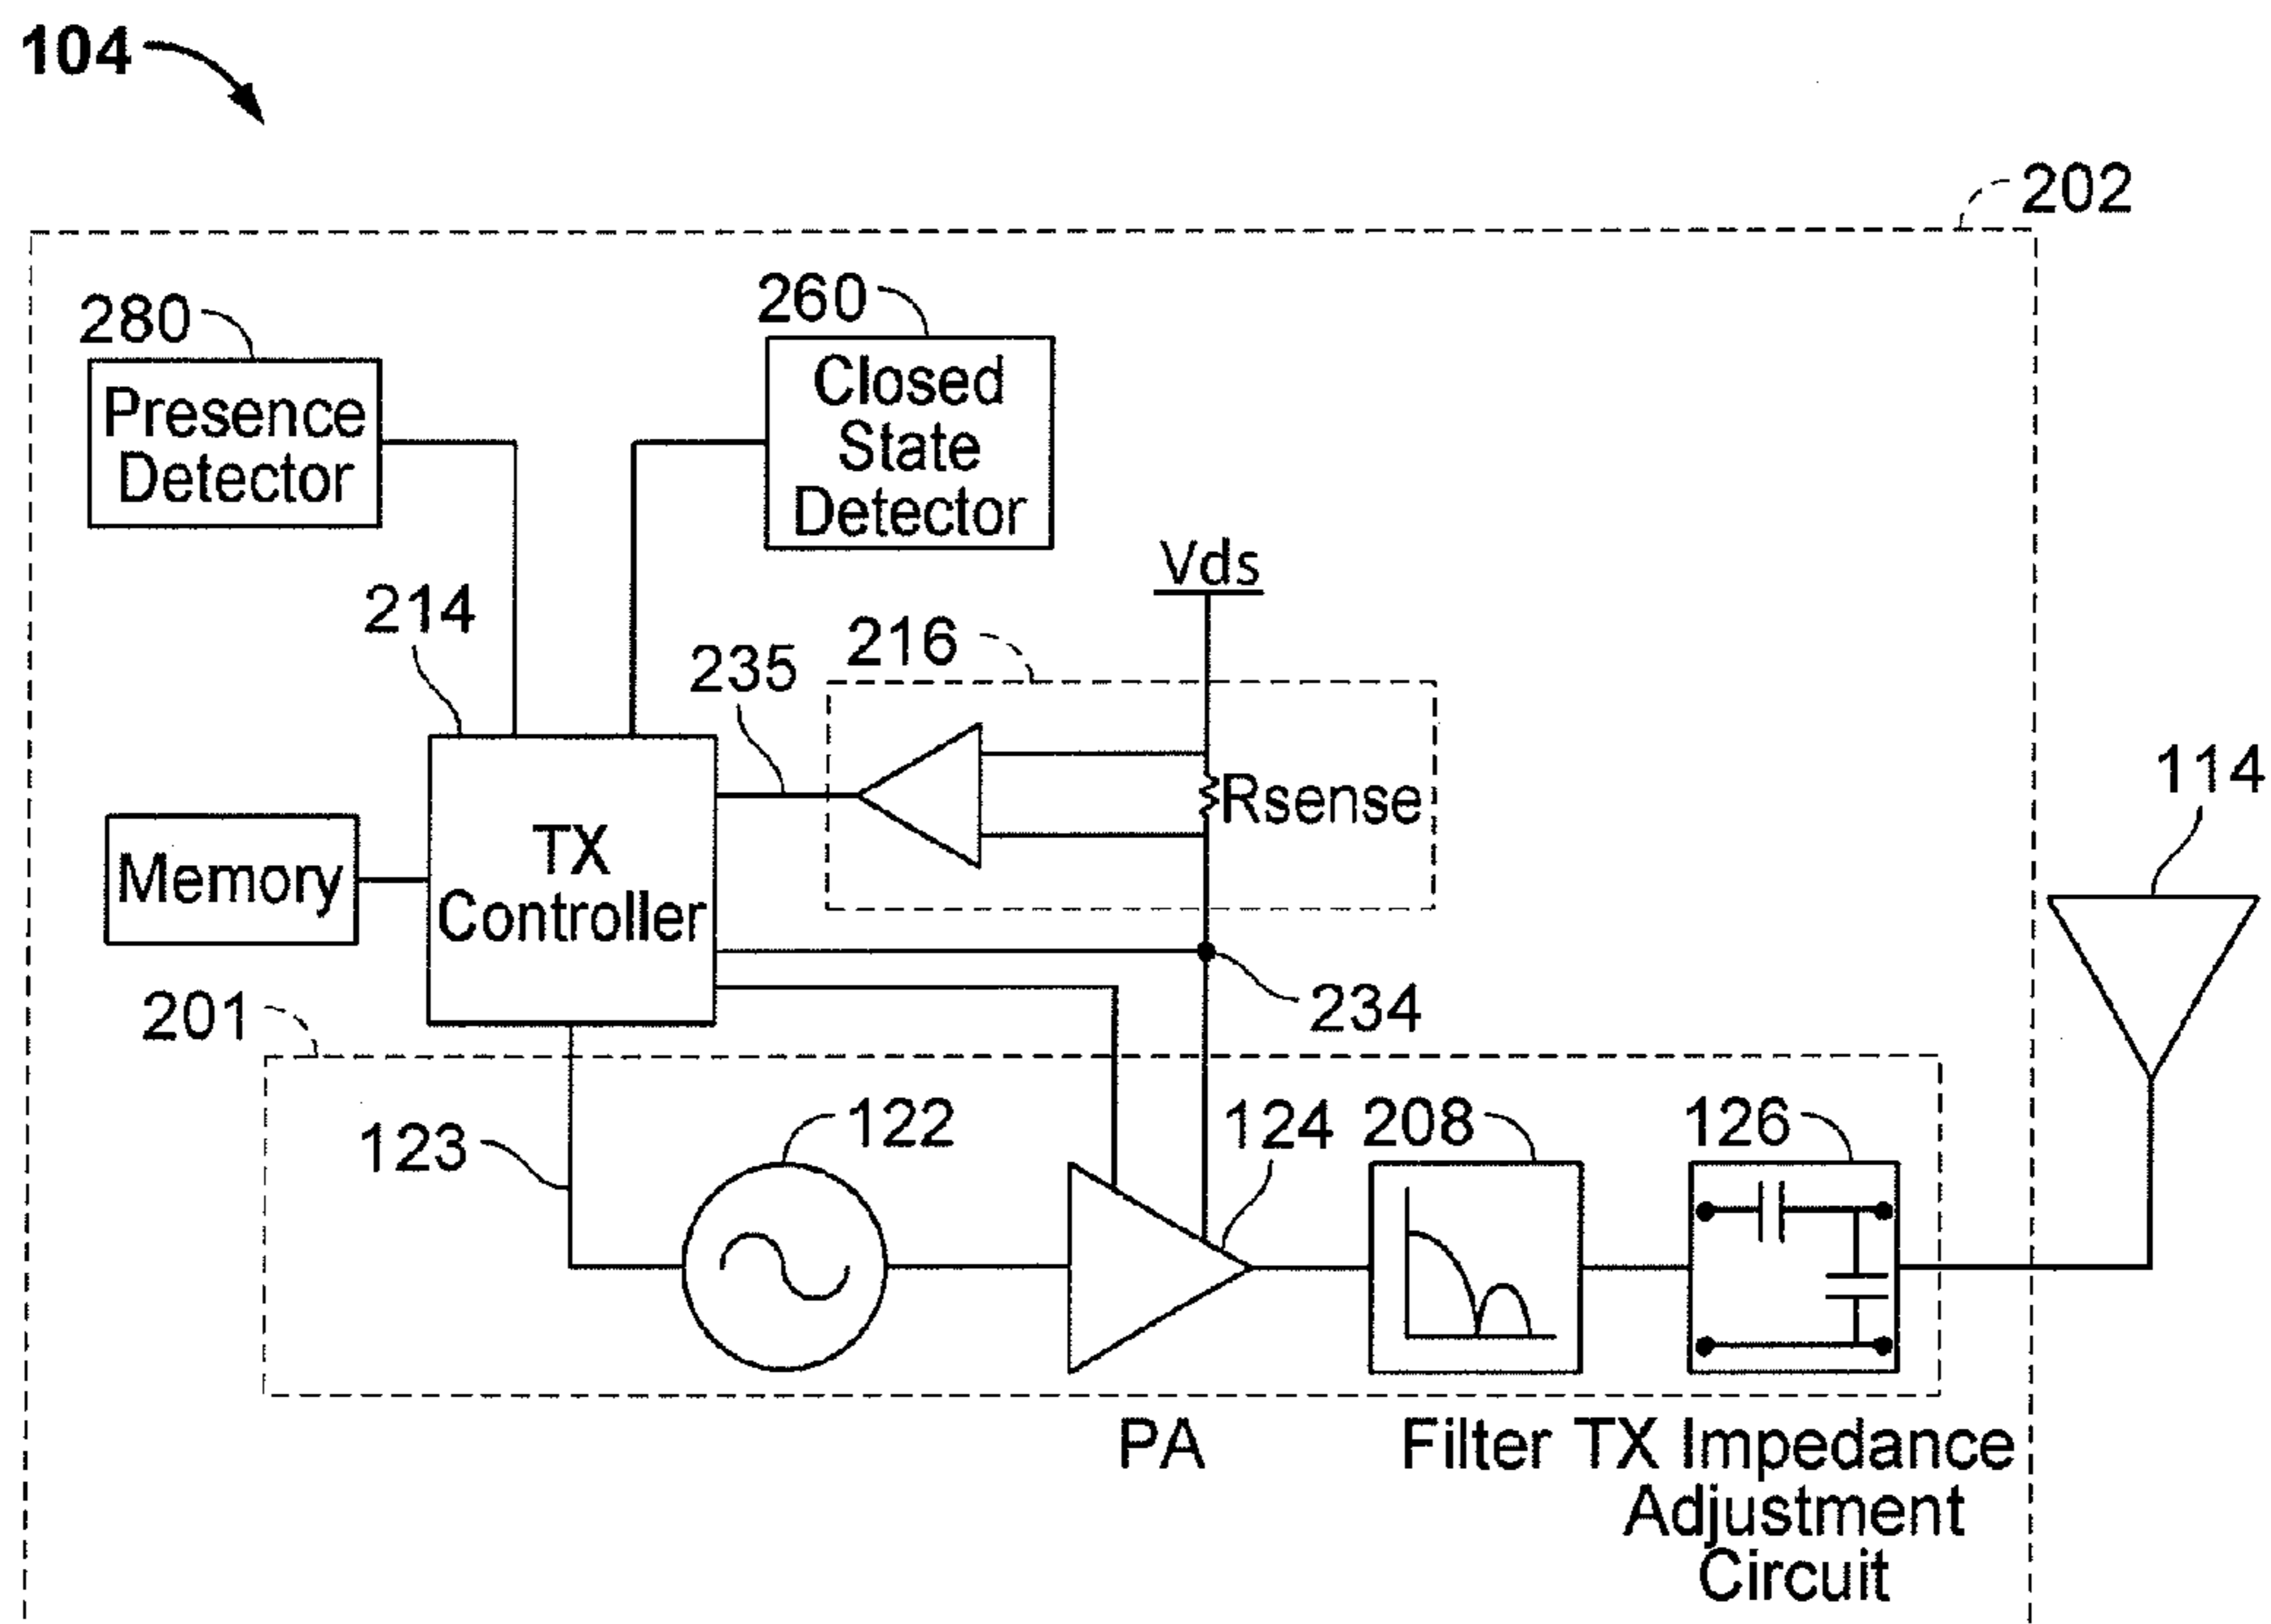 104
202
280
260
Presence
Detector
Closed
State
Detector
Vds
214
235
216
Rsense
114
Memory
TX
Controller
201
234
123
122
124
208
126
PA
Filter
TX Impedance
Adjustment
Circuit